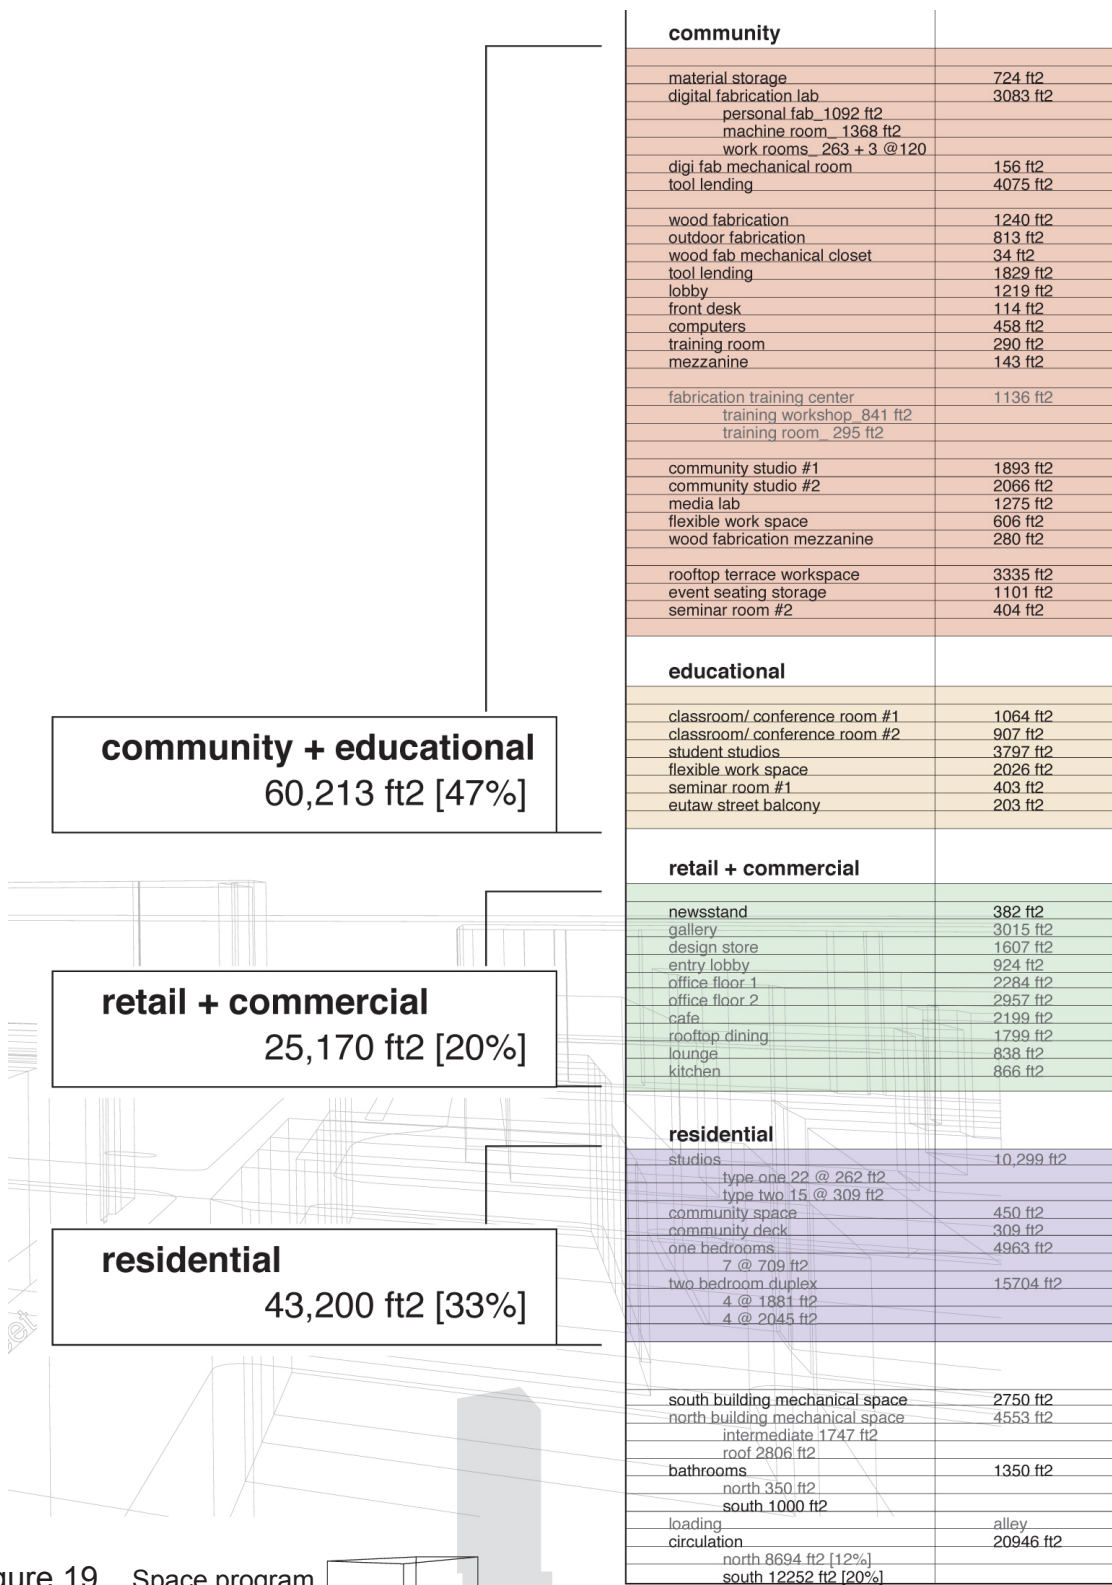 community
material storage 724 ft2
digital fabrication lab 3083 ft2
personal fab_1092 ft2
machine room_ 1368 ft2
work rooms_ 263 + 3 @120
digi fab mechanical room 156 ft2
tool lending 4075 ft2
wood fabrication 1240 ft2
outdoor fabrication 813 ft2
wood fab mechanical closet 34 ft2
tool lending 1829 ft2
lobby 1219 ft2
front desk 114 ft2
computers 458 ft2
training room 290 ft2
mezzanine 143 ft2
fabrication training center 1136 ft2
training workshop_841 ft2
training room_ 295 ft2
community studio #1 1893 ft2
community studio #2 2066 ft2
media lab 1275 ft2
flexible work space 606 ft2
wood fabrication mezzanine 280 ft2
rooftop terrace workspace 3335 ft2
event seating storage 1101 ft2
seminar room #2 404 ft2
educational
classroom/ conference room #1 1064 ft2
classroom/ conference room #2 907 ft2
student studios 3797 ft2
flexible work space 2026 ft2
seminar room #1 403 ft2
eutaw street balcony 203 ft2
community + educational
60,213 ft2 [47%]
retail + commercial
newsstand 382 ft2
gallery 3015 ft2
design store 1607 ft2
entry lobby 924 ft2
office floor 1 2284 ft2
office floor 2 2957 ft2
cafe 2199 ft2
rooftop dining 1799 ft2
lounge 838 ft2
kitchen 866 ft2
retail + commercial
25,170 ft2 [20%]
residential
studios 10,299 ft2
type one 22 @ 262 ft2
type two 15 @ 309 ft2
community space 450 ft2
community deck 309 ft2
one bedrooms 4963 ft2
7 @ 709 ft2
two bedroom duplex 15704 ft2
4 @ 1881 ft2
4 @ 2045 ft2
residential
43,200 ft2 [33%]
south building mechanical space 2750 ft2
north building mechanical space 4553 ft2
intermediate 1747 ft2
roof 2806 ft2
bathrooms 1350 ft2
north 350 ft2
south 1000 ft2
loading alley
circulation 20946 ft2
north 8694 ft2 [12%]
south 12252 ft2 [20%]
gure 19 Space program